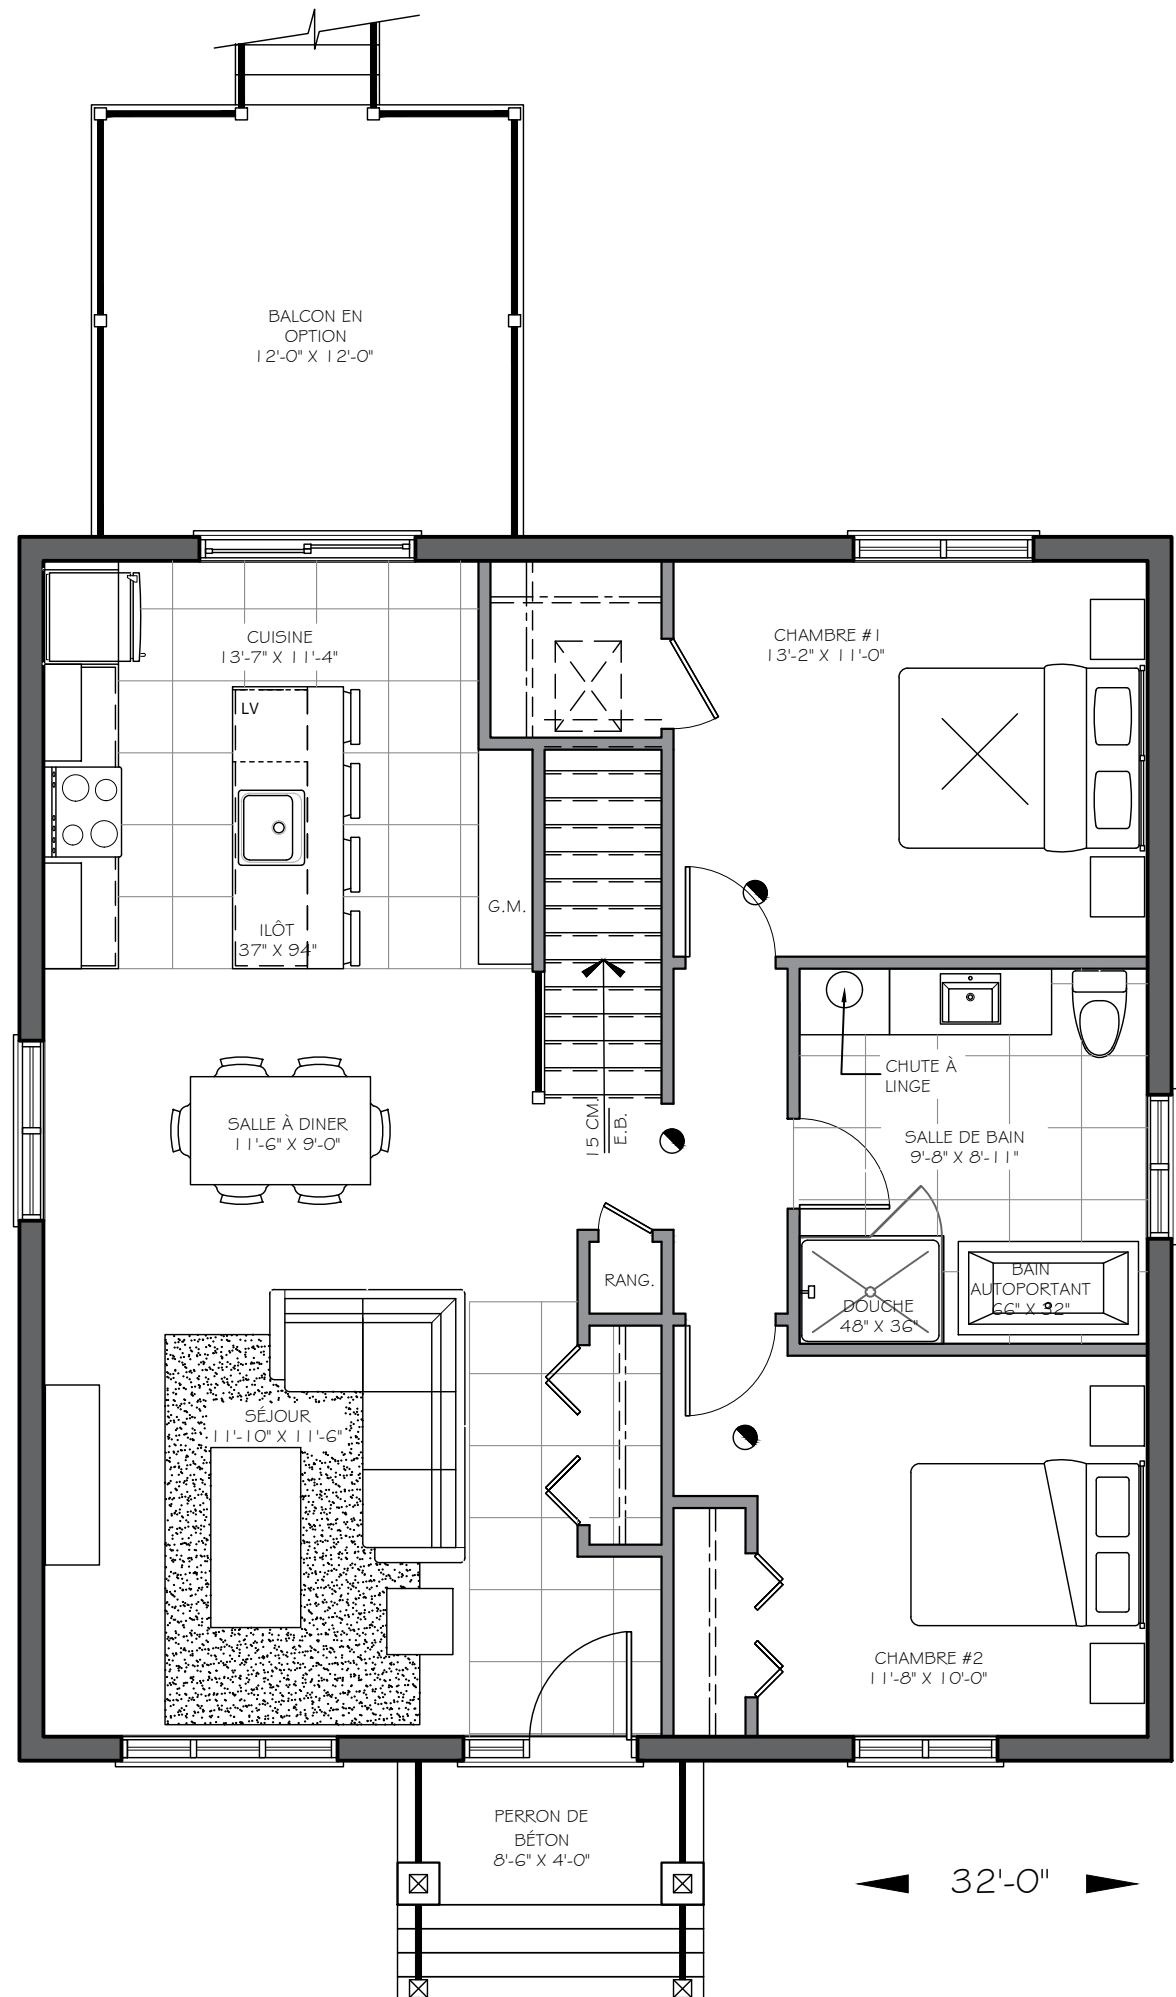 BALCON EN
OPTION
12'-0" X 12'-0"
CUISINE
13'-7" X 11'-4"
CHAMBRE #1
13'-2" X 11'-0"
LV
G.M.
ILÔT
37" X 94"
CHUTE À
LINGE
SALLE À DINER
11'-6" X 9'-0"
15 CM.
E.B.
SALLE DE BAIN
9'-8" X 8'-11"
RANG.
BAIN
AUTOPORTANT
66" X 32"
DOUCHE
48" X 36"
SÉJOUR
11'-10" X 11'-6"
CHAMBRE #2
11'-8" X 10'-0"
PERRON DE
BÉTON
8'-6" X 4'-0"
32'-0"